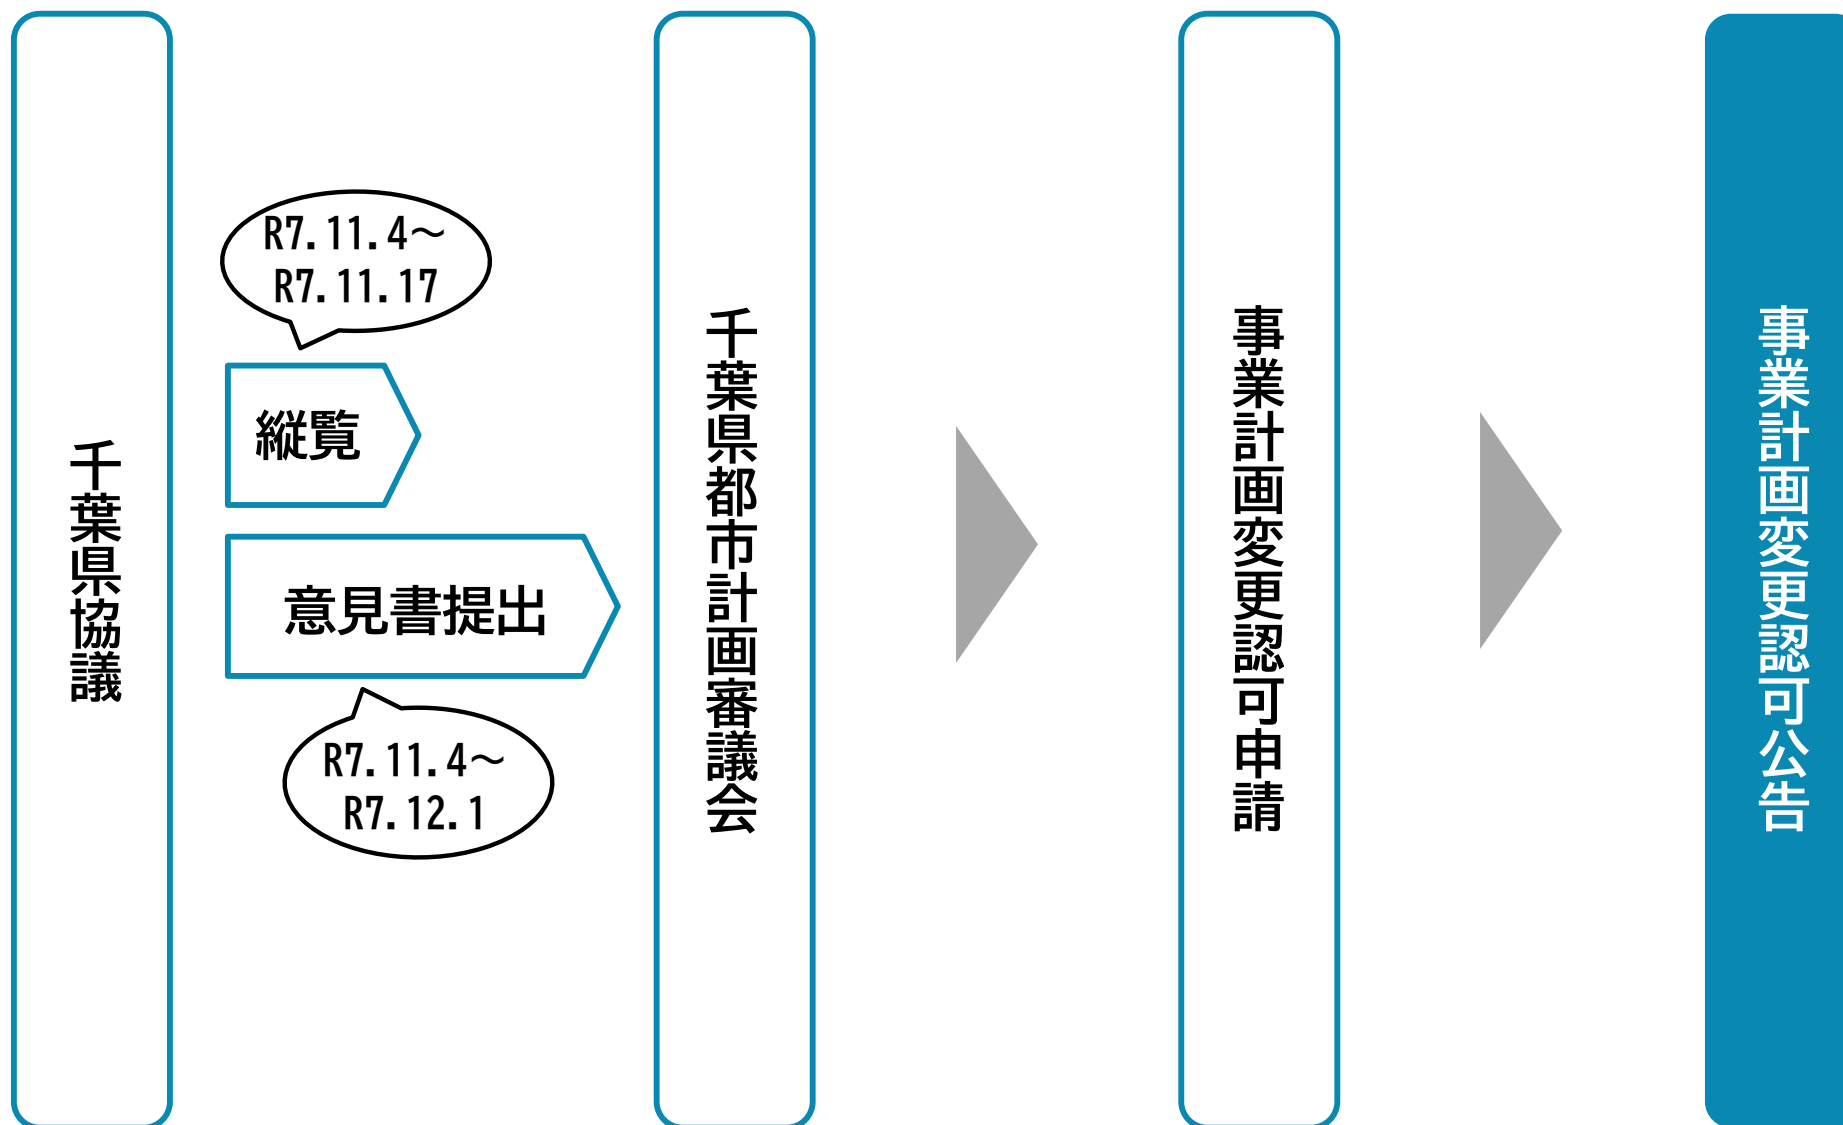 千葉県協議
R7.11.4～
R7.11.17
縦覧
意見書提出
R7.11.4～
R7.12.1
千葉県都市計画審議会
事業計画変更認可申請
事業計画変更認可公告